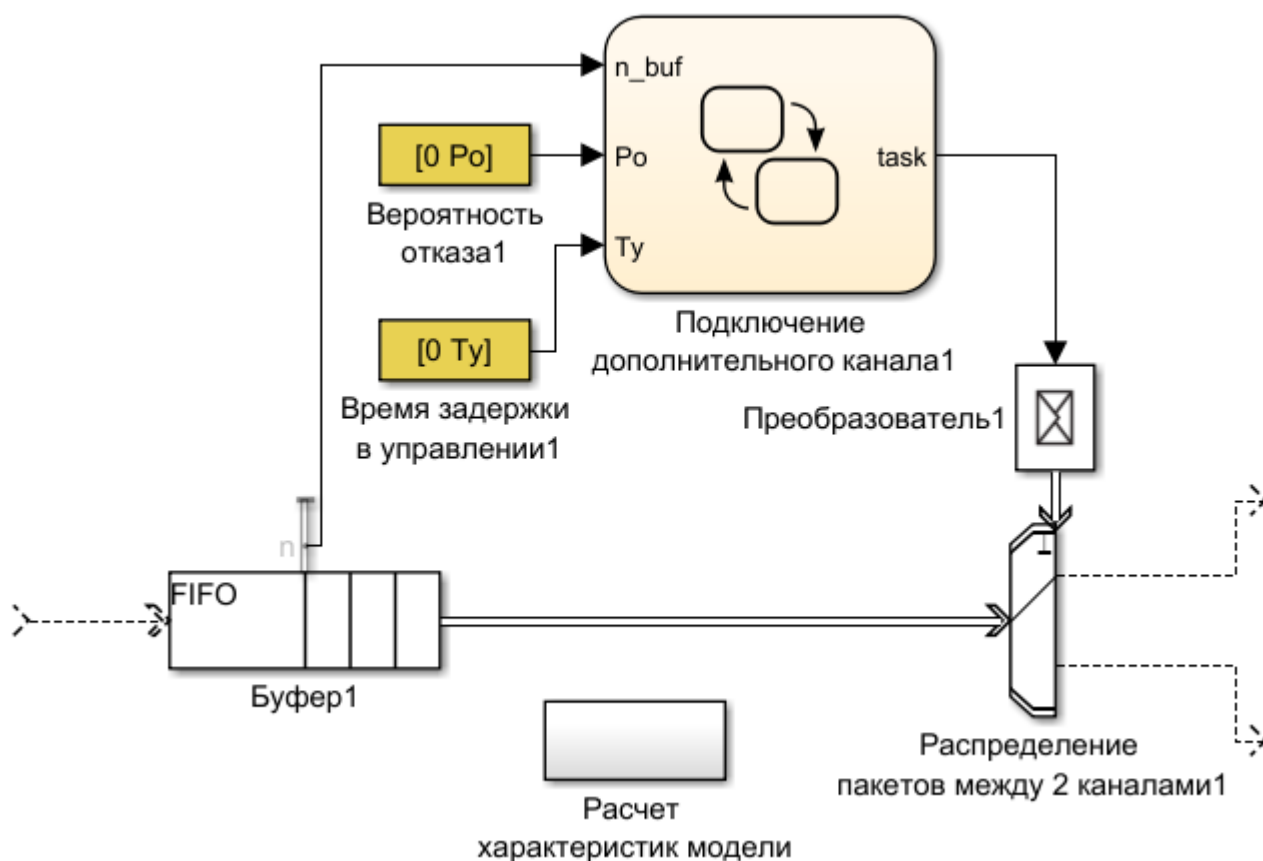 n_buf
[0 Po]
Po
task
Вероятность
отказа1
Ty
[0 Ty]
Подключение
дополнительного канала1
Время задержки
в управлении1
Преобразователь1
n
FIFO
1
Буфер1
Распределение
пакетов между 2 каналами1
Расчет
характеристик модели